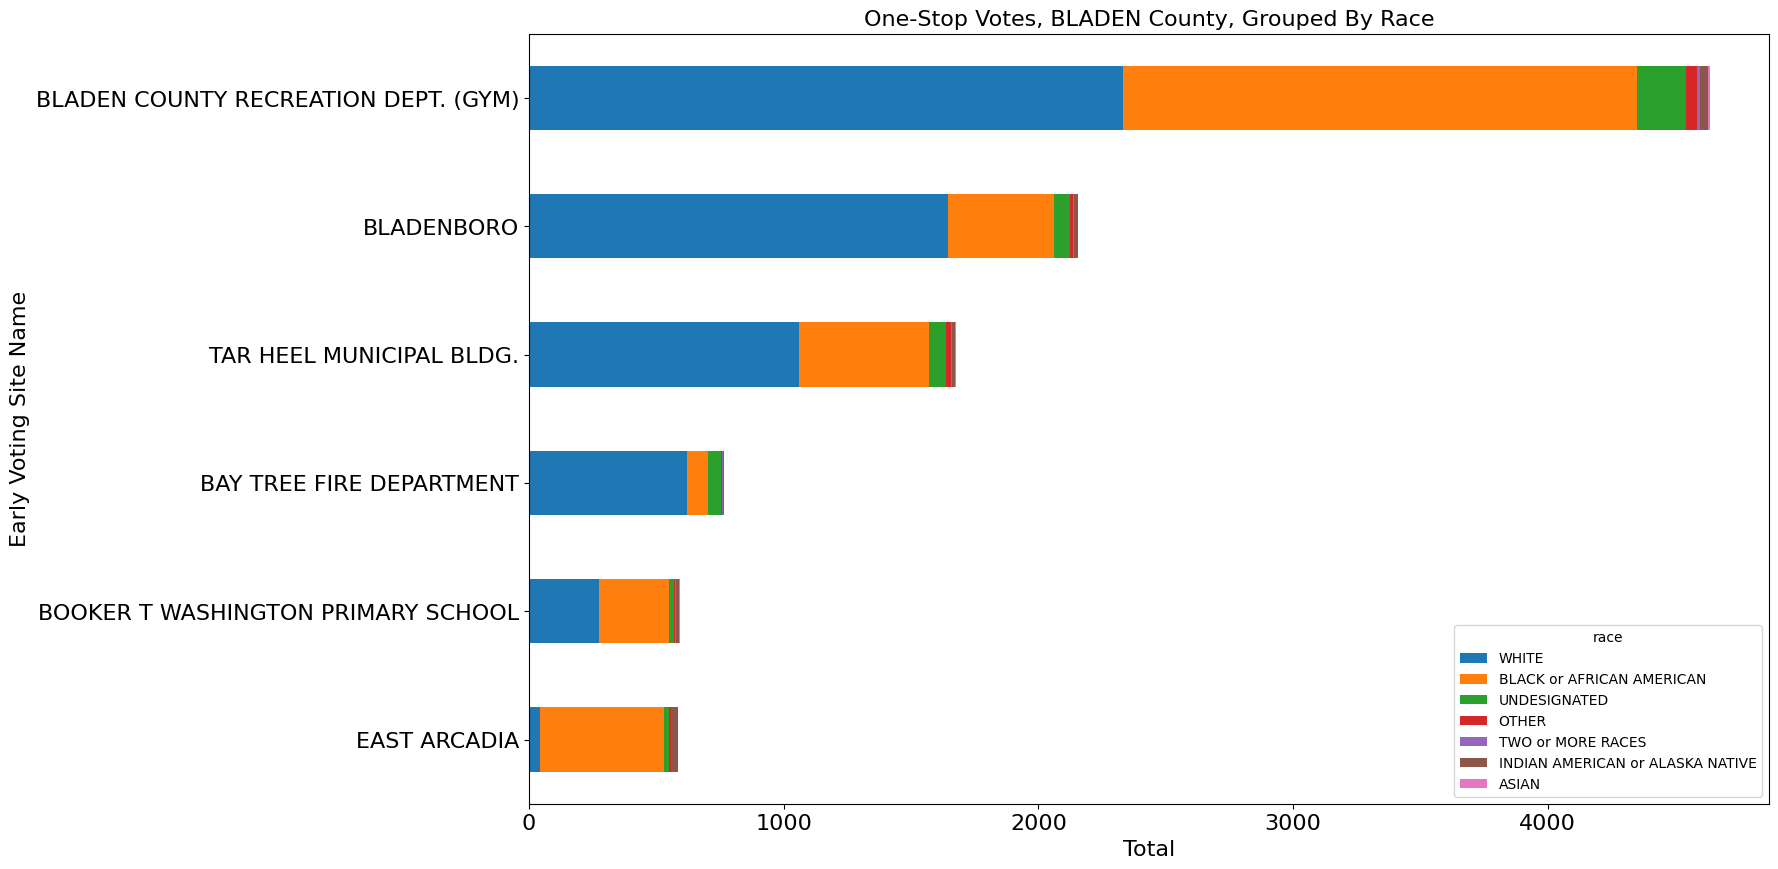 One-Stop Votes, BLADEN County, Grouped By Race
Early Voting Site Name
BLADEN COUNTY RECREATION DEPT. (GYM)
BLADENBORO
TAR HEEL MUNICIPAL BLDG.
BAY TREE FIRE DEPARTMENT
BOOKER T WASHINGTON PRIMARY SCHOOL
EAST ARCADIA
race
WHITE
BLACK or AFRICAN AMERICAN
UNDESIGNATED
OTHER
TWO or MORE RACES
INDIAN AMERICAN or ALASKA NATIVE
ASIAN
0 1000 2000 3000 4000
Total